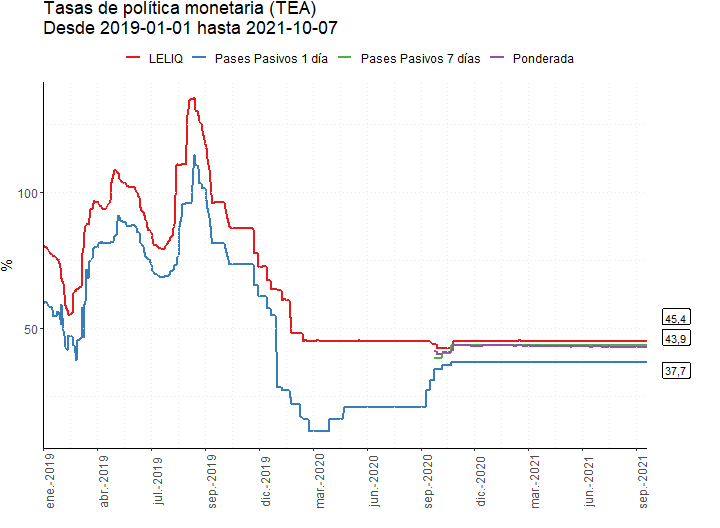 Tasas de política monetaria (TEA)
Desde 2019-01-01 hasta 2021-10-07
LELIQ Pases Pasivos 1 día Pases Pasivos 7 días Ponderada
%
100
50
45,4
43,9
37,7
ene.-2019 abr.-2019 jul.-2019 sep.-2019 dic.-2019 mar.-2020 jun.-2020 sep.-2020 dic.-2020 mar.-2021 jun.-2021 sep.-2021